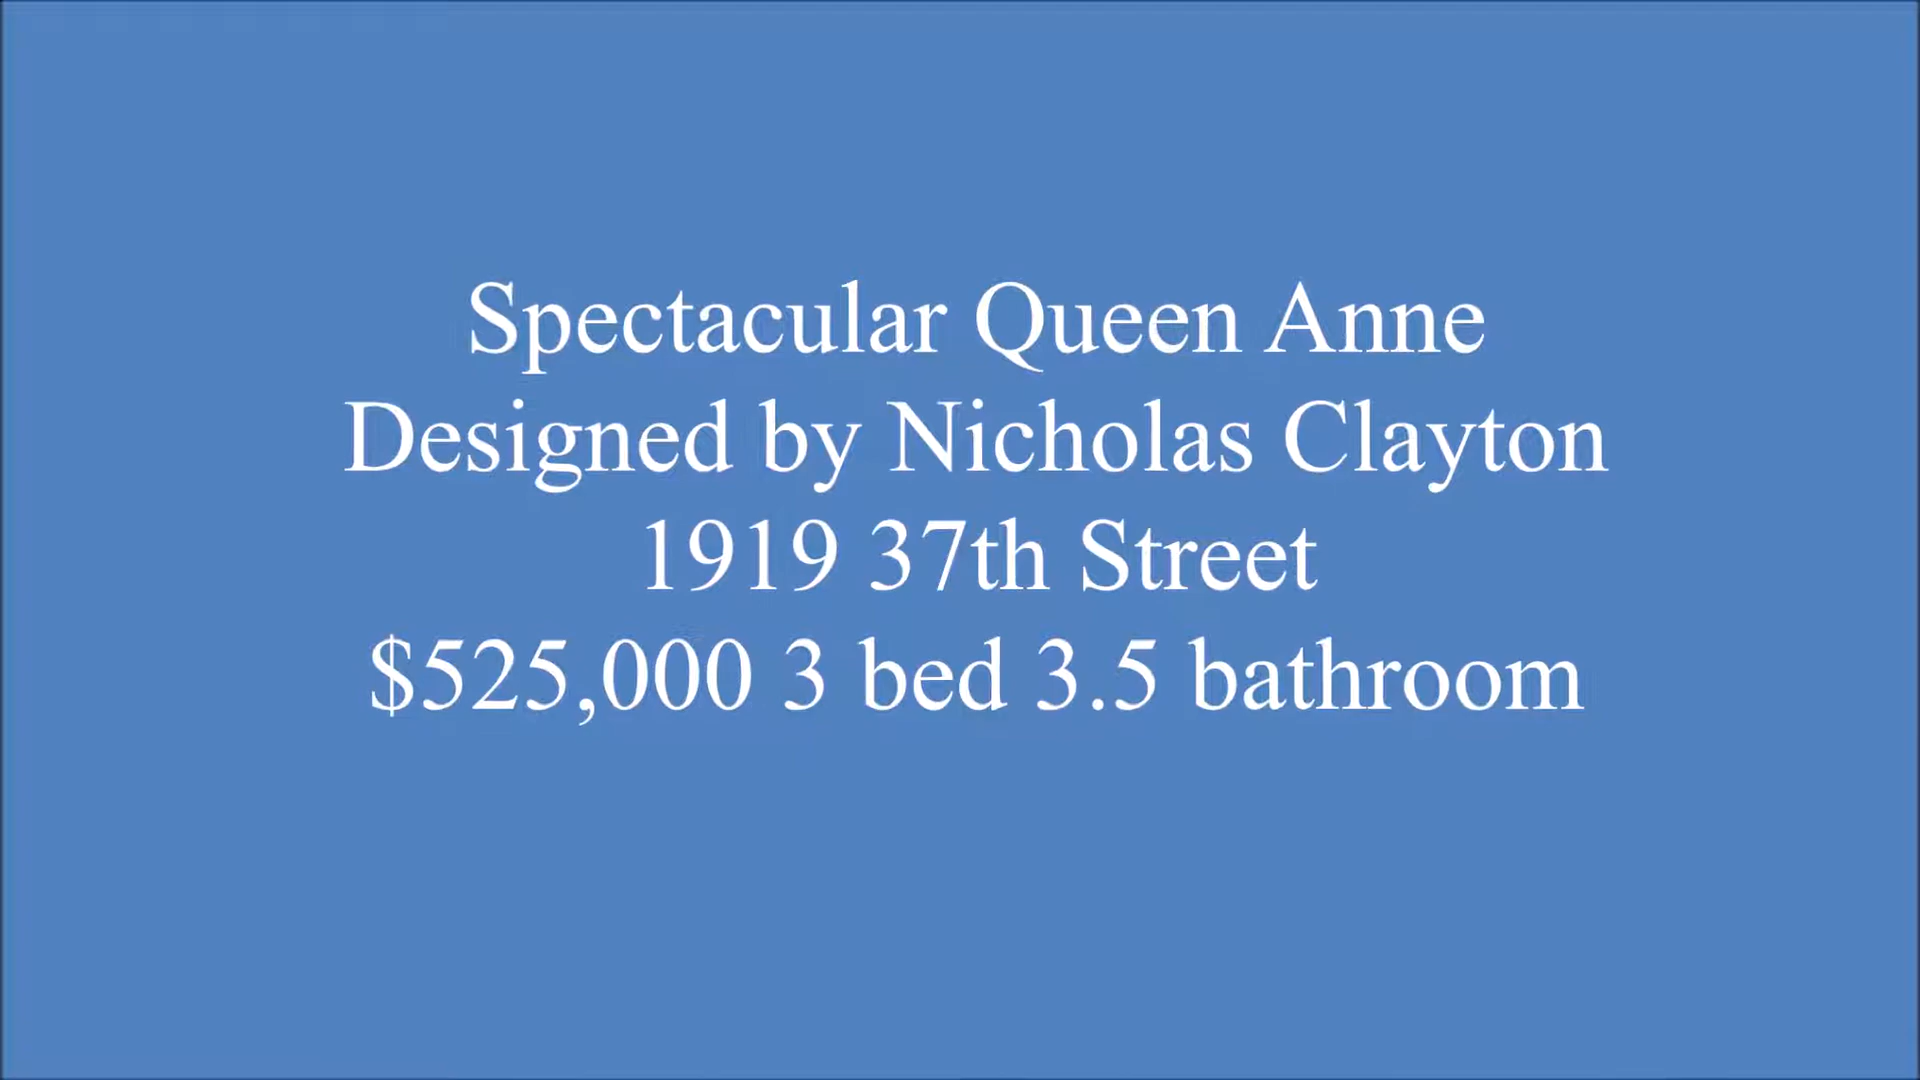 Spectacular Queen Anne
Designed by Nicholas Clayton
1919 37th Street
$525,000 3 bed 3.5 bathroom